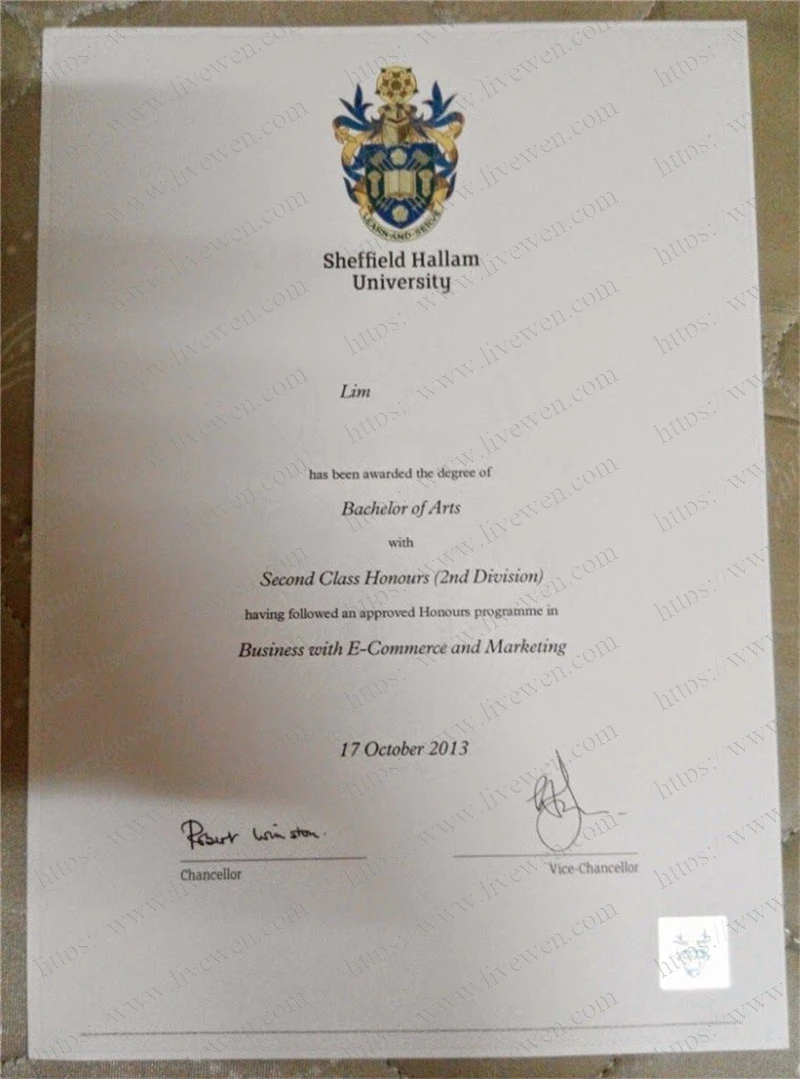 LEARN AND SERVE
Sheffield Hallam
University
Lim
has been awarded the degree of
Bachelor of Arts
with
Second Class Honours (2nd Division)
having followed an approved Honours programme in
Business with E-Commerce and Marketing
17 October 2013
Robert Winston.
Chancellor
Vice-Chancellor
https://www.livewen.com